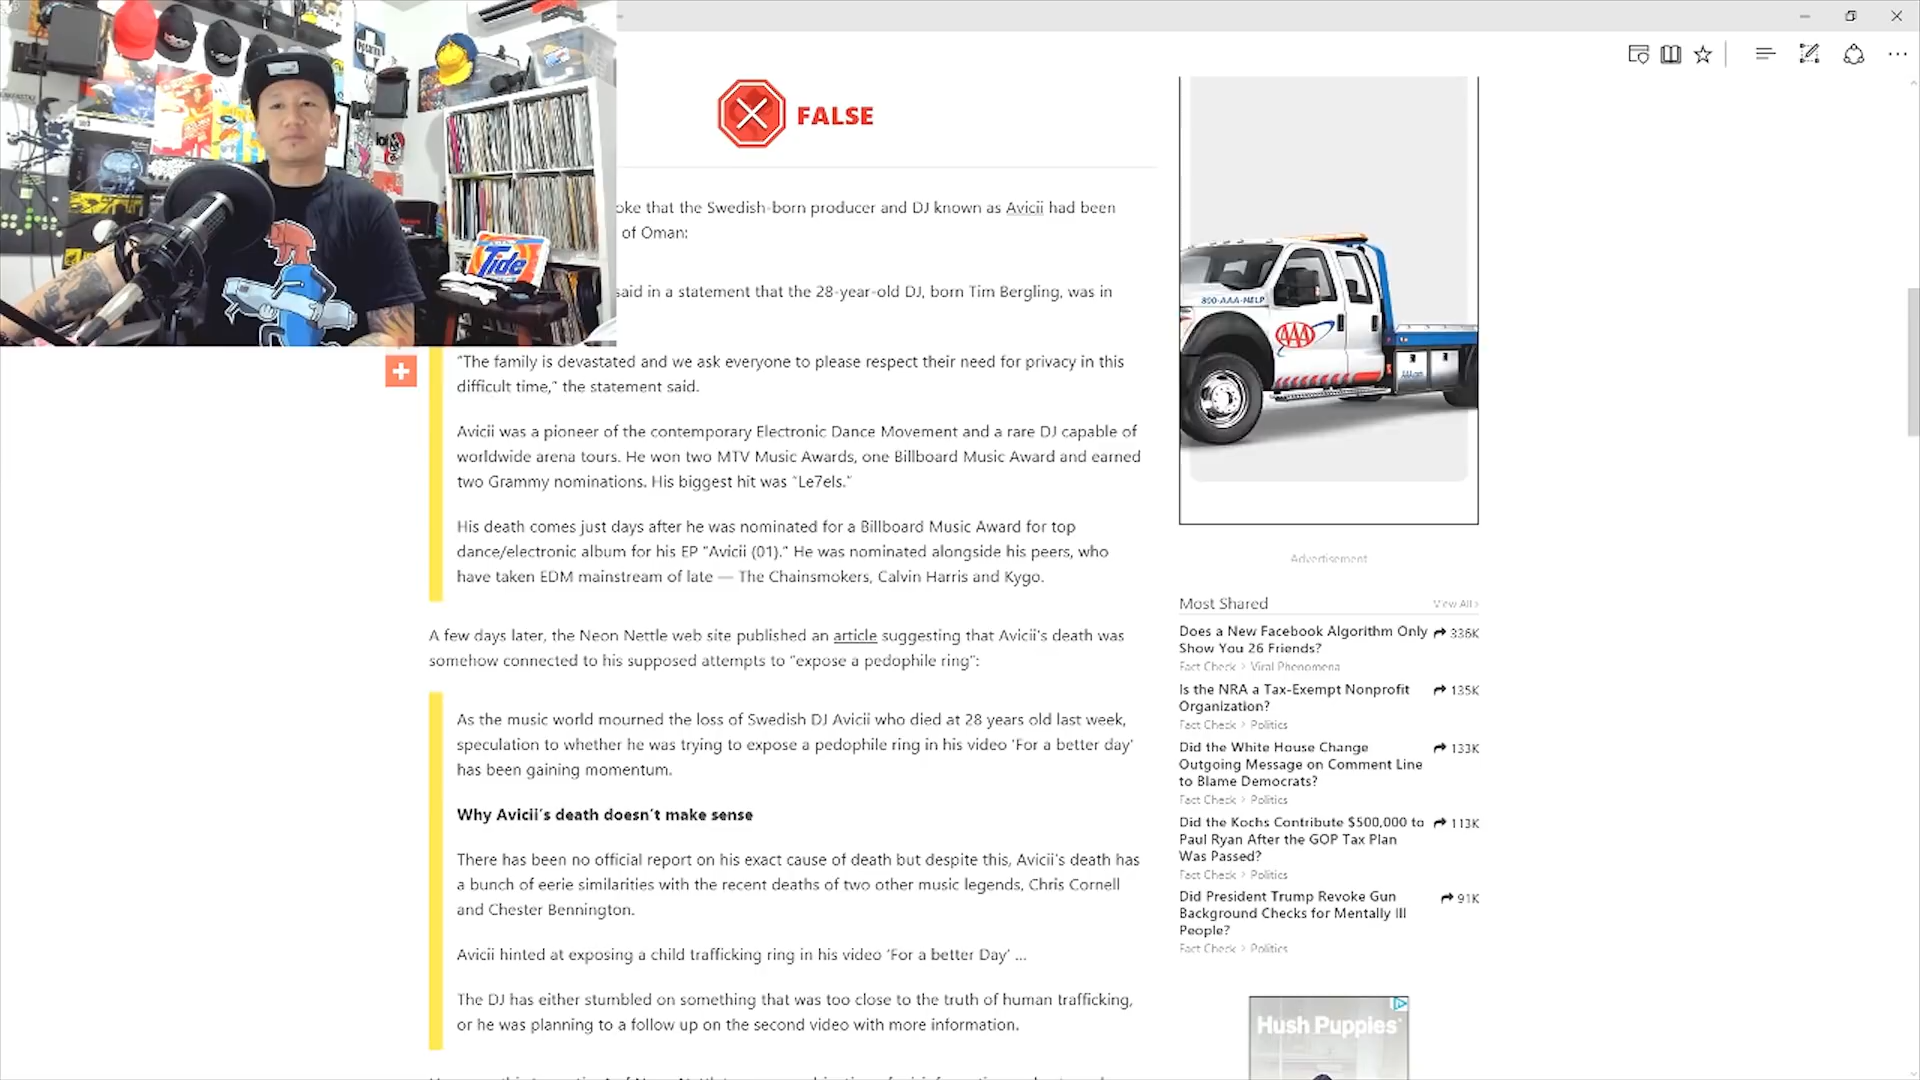 FALSE
oke that the Swedish-born producer and DJ known as Avicii had been
of Oman:
said in a statement that the 28-year-old DJ, born Tim Bergling, was in
“The family is devastated and we ask everyone to please respect their need for privacy in this
difficult time,” the statement said.
Avicii was a pioneer of the contemporary Electronic Dance Movement and a rare DJ capable of
worldwide arena tours. He won two MTV Music Awards, one Billboard Music Award and earned
two Grammy nominations. His biggest hit was “Le7els.”
His death comes just days after he was nominated for a Billboard Music Award for top
dance/electronic album for his EP “Avicii (01).” He was nominated alongside his peers, who
have taken EDM mainstream of late — The Chainsmokers, Calvin Harris and Kygo.
A few days later, the Neon Nettle web site published an article suggesting that Avicii's death was
somehow connected to his supposed attempts to “expose a pedophile ring”:
As the music world mourned the loss of Swedish DJ Avicii who died at 28 years old last week,
speculation to whether he was trying to expose a pedophile ring in his video ‘For a better day’
has been gaining momentum.
Why Avicii’s death doesn’t make sense
There has been no official report on his exact cause of death but despite this, Avicii’s death has
a bunch of eerie similarities with the recent deaths of two other music legends, Chris Cornell
and Chester Bennington.
Avicii hinted at exposing a child trafficking ring in his video ‘For a better Day’ ...
The DJ has either stumbled on something that was too close to the truth of human trafficking,
or he was planning to a follow up on the second video with more information.
Tide
800-AAA-HELP
AAA
Advertisement
Most Shared
View All >
Does a New Facebook Algorithm Only 336K
Show You 26 Friends?
Fact Check > Viral Phenomena
Is the NRA a Tax-Exempt Nonprofit 135K
Organization?
Fact Check > Politics
Did the White House Change 133K
Outgoing Message on Comment Line
to Blame Democrats?
Fact Check > Politics
Did the Kochs Contribute $500,000 to 113K
Paul Ryan After the GOP Tax Plan
Was Passed?
Fact Check > Politics
Did President Trump Revoke Gun 91K
Background Checks for Mentally Ill
People?
Fact Check > Politics
Hush Puppies